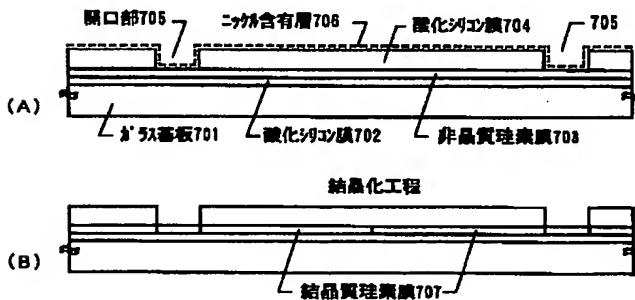 開口部705 ニッケル含有層706 酸化シリコン膜704 705
(A)
ガラス基板701 酸化シリコン膜702 非晶質珪素膜703
結晶化工程
(B)
結晶質珪素膜707